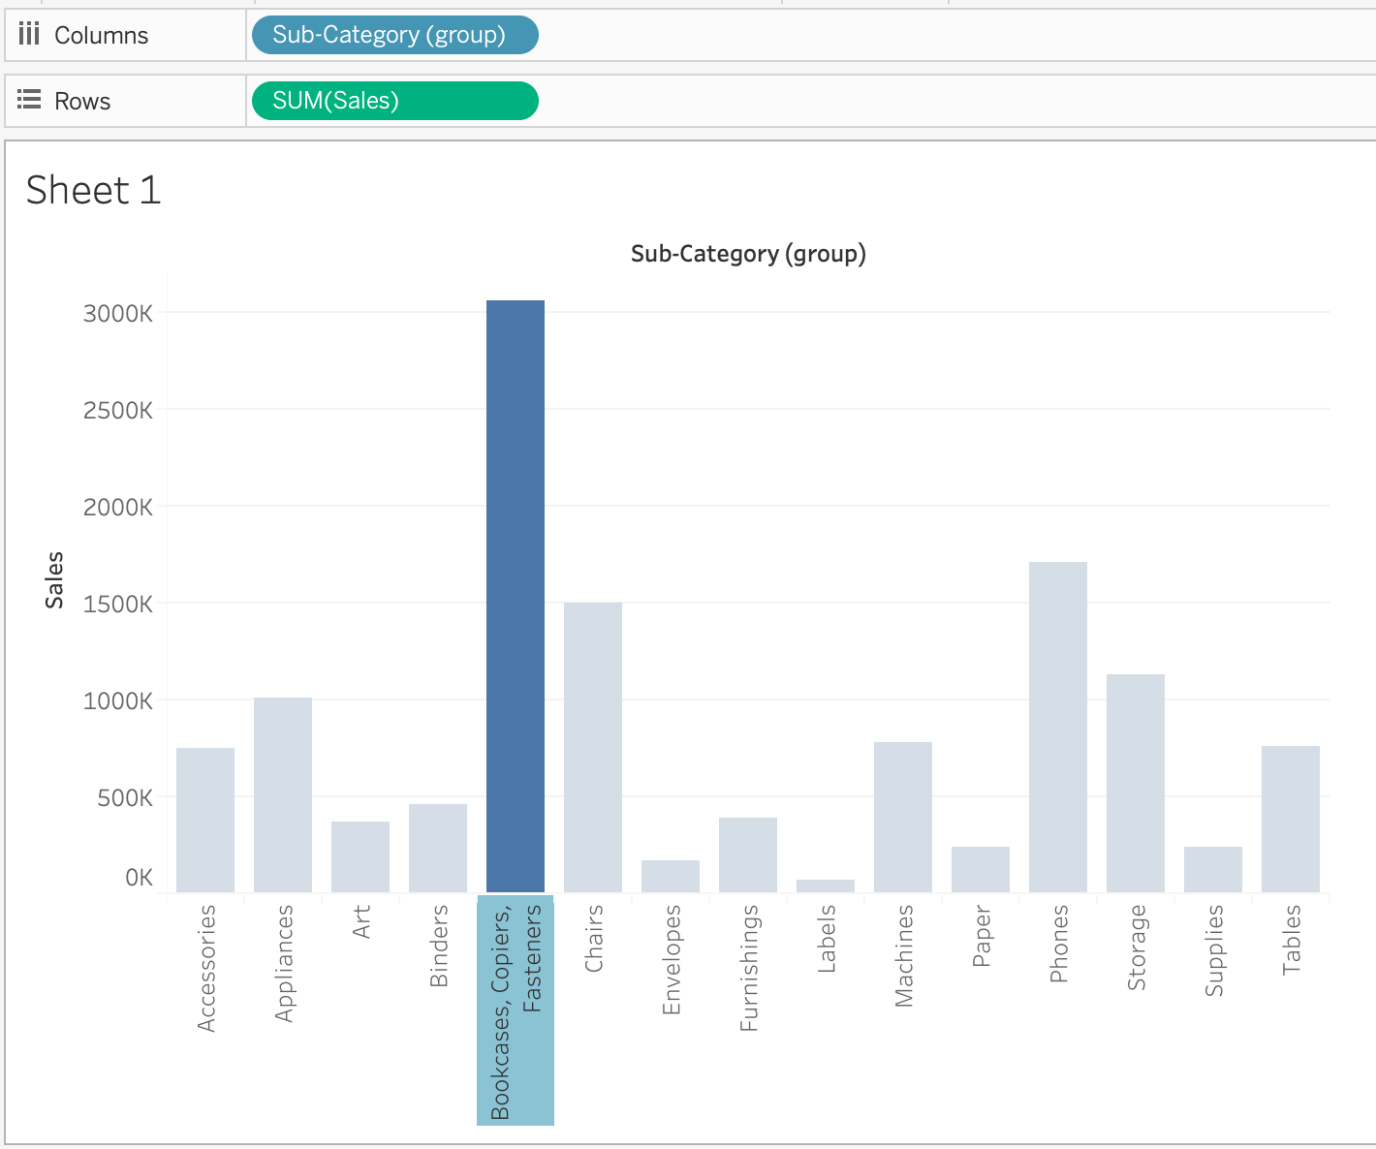 Columns
Sub-Category (group)
Rows
SUM(Sales)
Sheet 1
Sub-Category (group)
Sales
3000K
2500K
2000K
1500K
1000K
500K
0K
Accessories
Appliances
Art
Binders
Bookcases, Copiers,
Fasteners
Chairs
Envelopes
Furnishings
Labels
Machines
Paper
Phones
Storage
Supplies
Tables